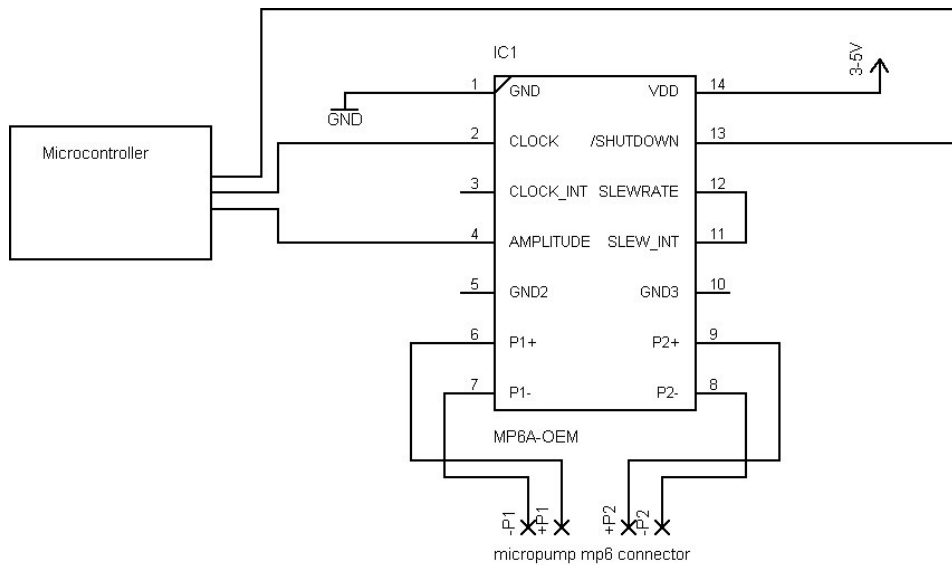 IC1
3-5V
1 GND VDD 14
GND
2 CLOCK /SHUTDOWN 13
Microcontroller
3 CLOCK_INT SLEWRATE 12
4 AMPLITUDE SLEW_INT 11
5 GND2 GND3 10
6 P1+ P2+ 9
7 P1- P2- 8
MP6A-OEM
-P1 +P1 +P2 -P2
micropump mp6 connector